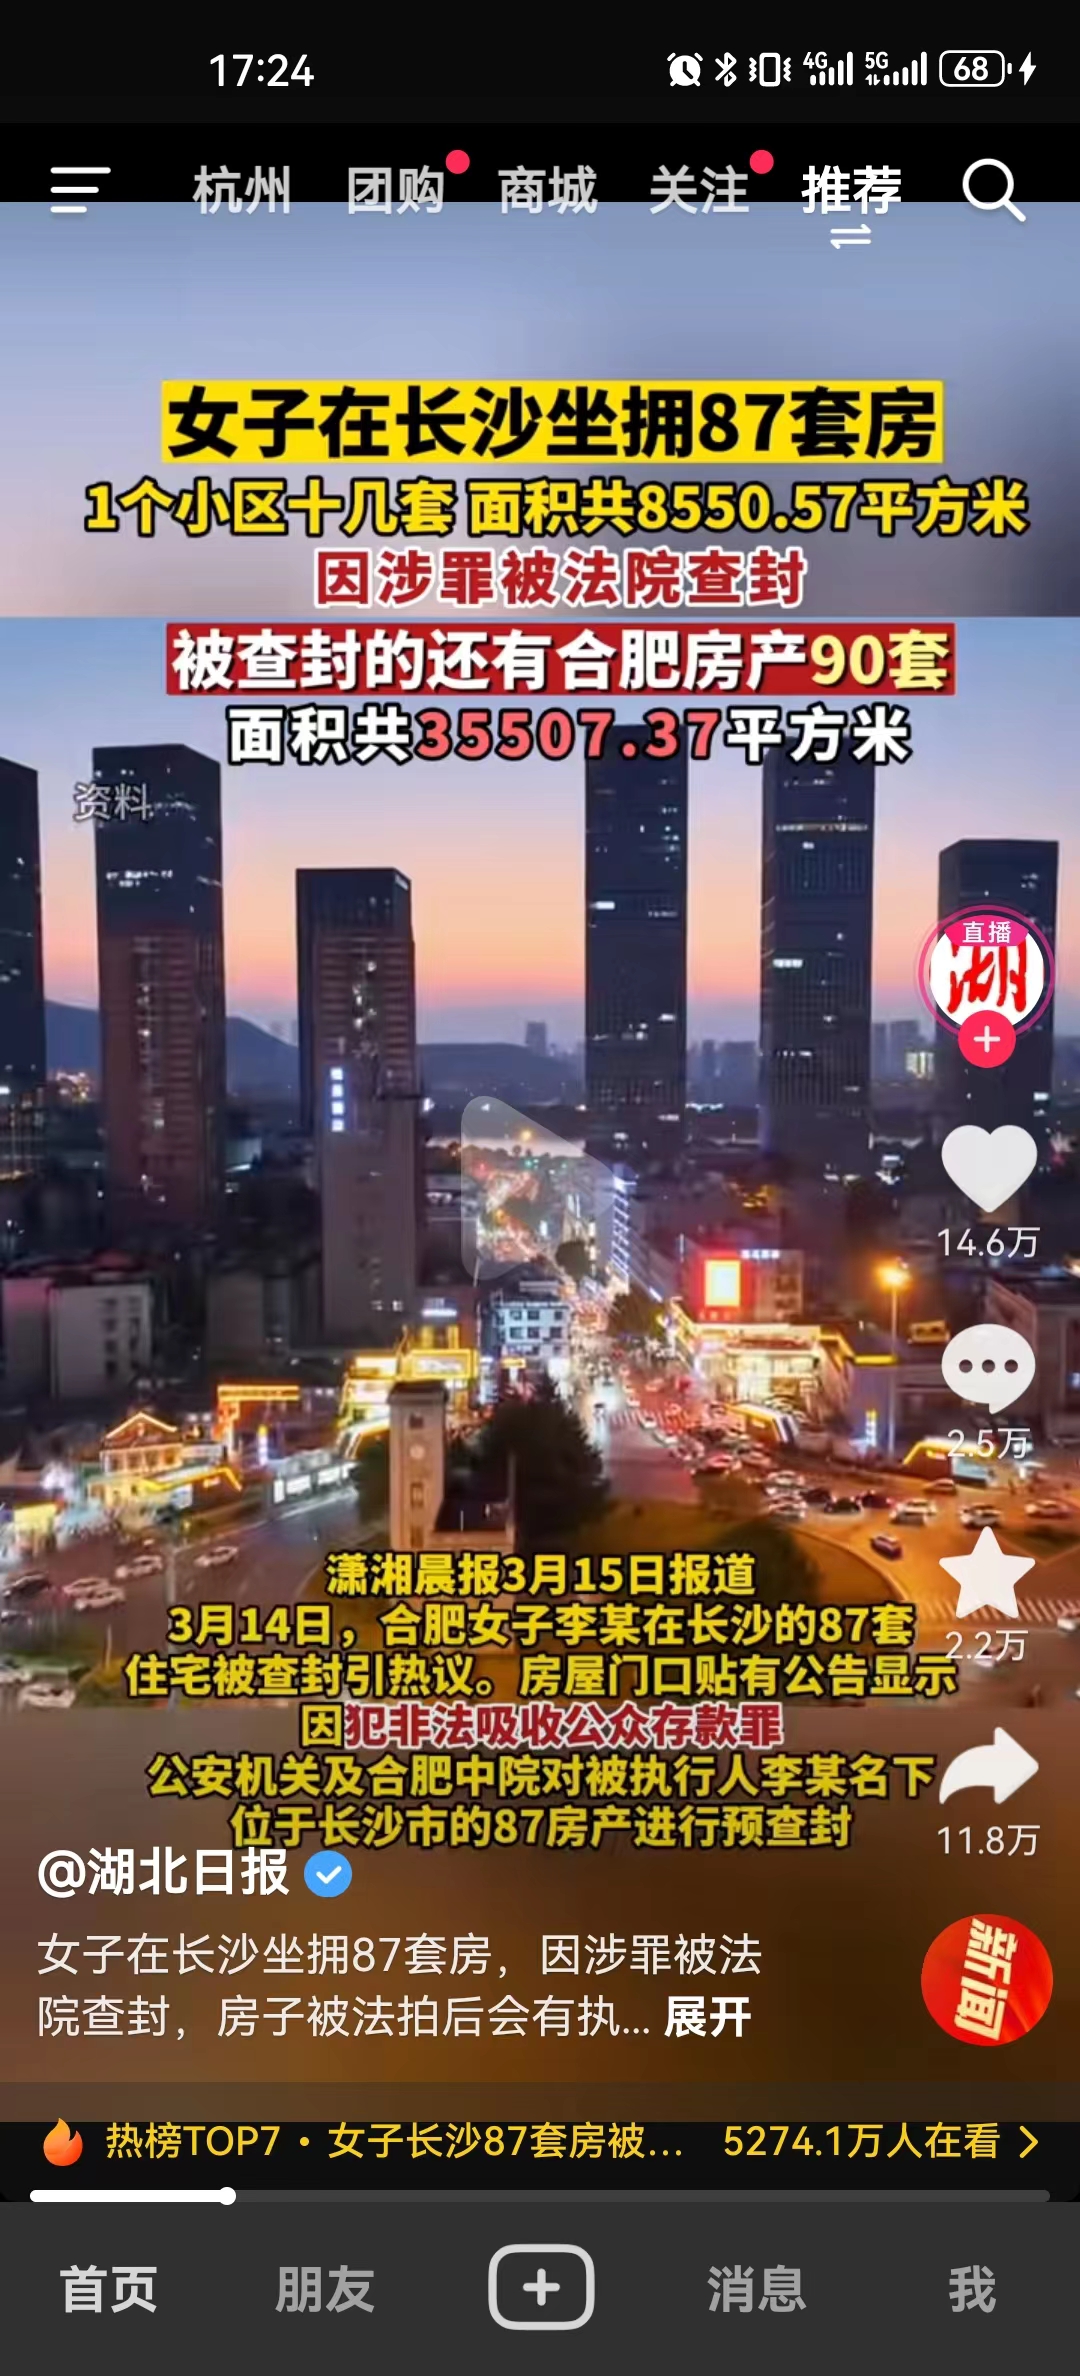 17:24
4G
5G
68
杭州 团购 商城 关注 推荐
女子在长沙坐拥87套房
1个小区十几套 面积共8550.57平方米
因涉罪被法院查封
被查封的还有合肥房产90套
面积共35507.37平方米
资料
直播
湖
14.6万
2.5万
潇湘晨报3月15日报道
3月14日，合肥女子李某在长沙的87套
2.2万
住宅被查封引热议。房屋门口贴有公告显示
因犯非法吸收公众存款罪
公安机关及合肥中院对被执行人李某名下
位于长沙市的87房产进行预查封
11.8万
@湖北日报
女子在长沙坐拥87套房，因涉罪被法
院查封，房子被法拍后会有执... 展开
新闻
热榜TOP7・女子长沙87套房被... 5274.1万人在看
首页 朋友 消息 我